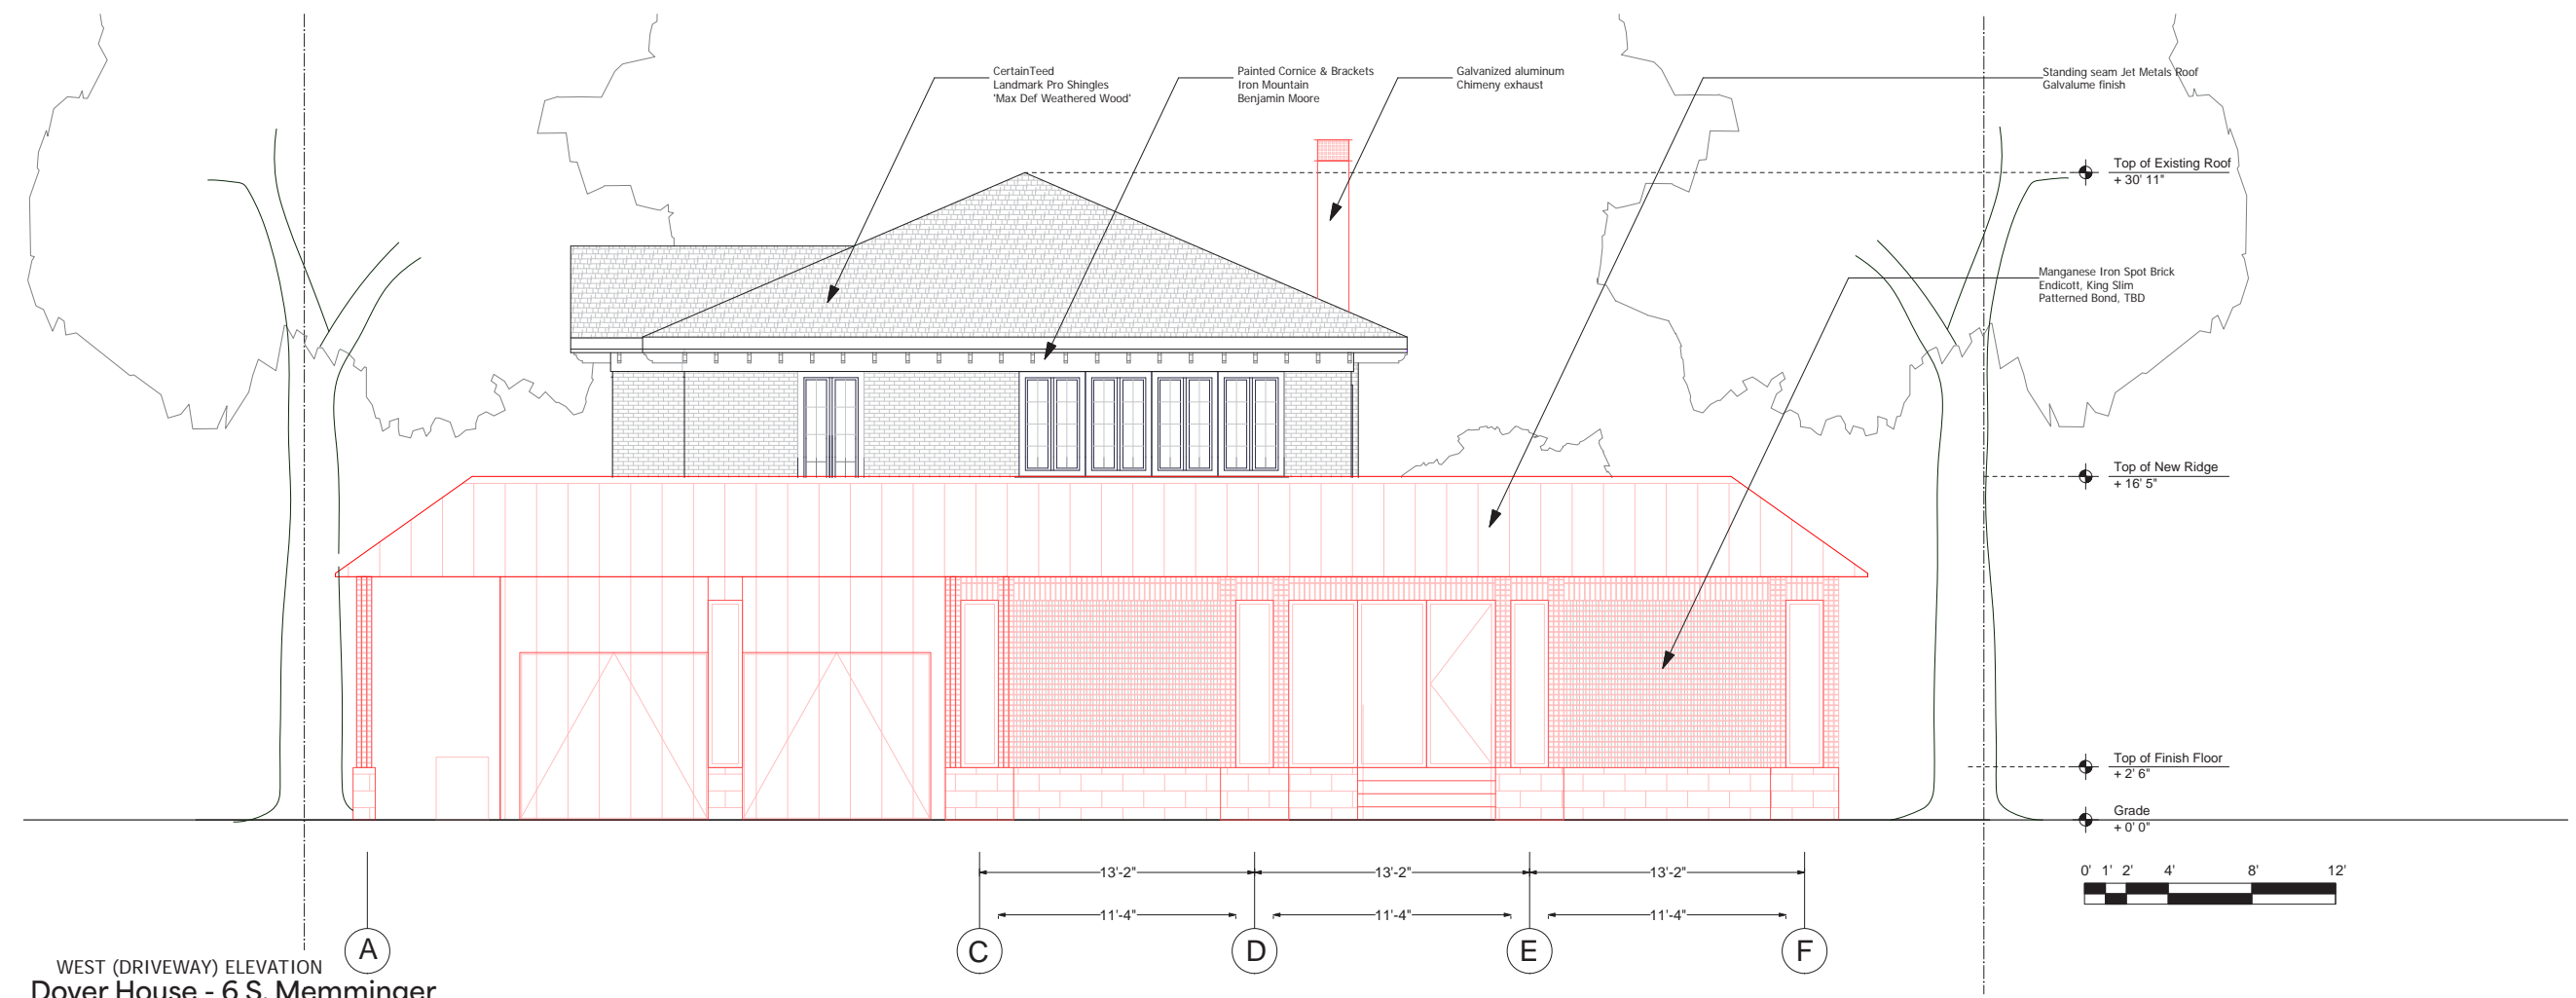 CertainTeed
Landmark Pro Shingles
'Max Def Weathered Wood'
Painted Cornice & Brackets
Iron Mountain
Benjamin Moore
Galvanized aluminum
Chimeny exhaust
Standing seam Jet Metals Roof
Galvalume finish
Top of Existing Roof
+ 30' 11"
Manganese Iron Spot Brick
Endicott, King Slim
Patterned Bond, TBD
Top of New Ridge
+ 16' 5"
Top of Finish Floor
+ 2' 6"
Grade
+ 0' 0"
0' 1' 2' 4' 8' 12'
13'-2" 13'-2" 13'-2"
11'-4" 11'-4" 11'-4"
A C D E F
WEST (DRIVEWAY) ELEVATION
Dover House - 6 S. Memminger